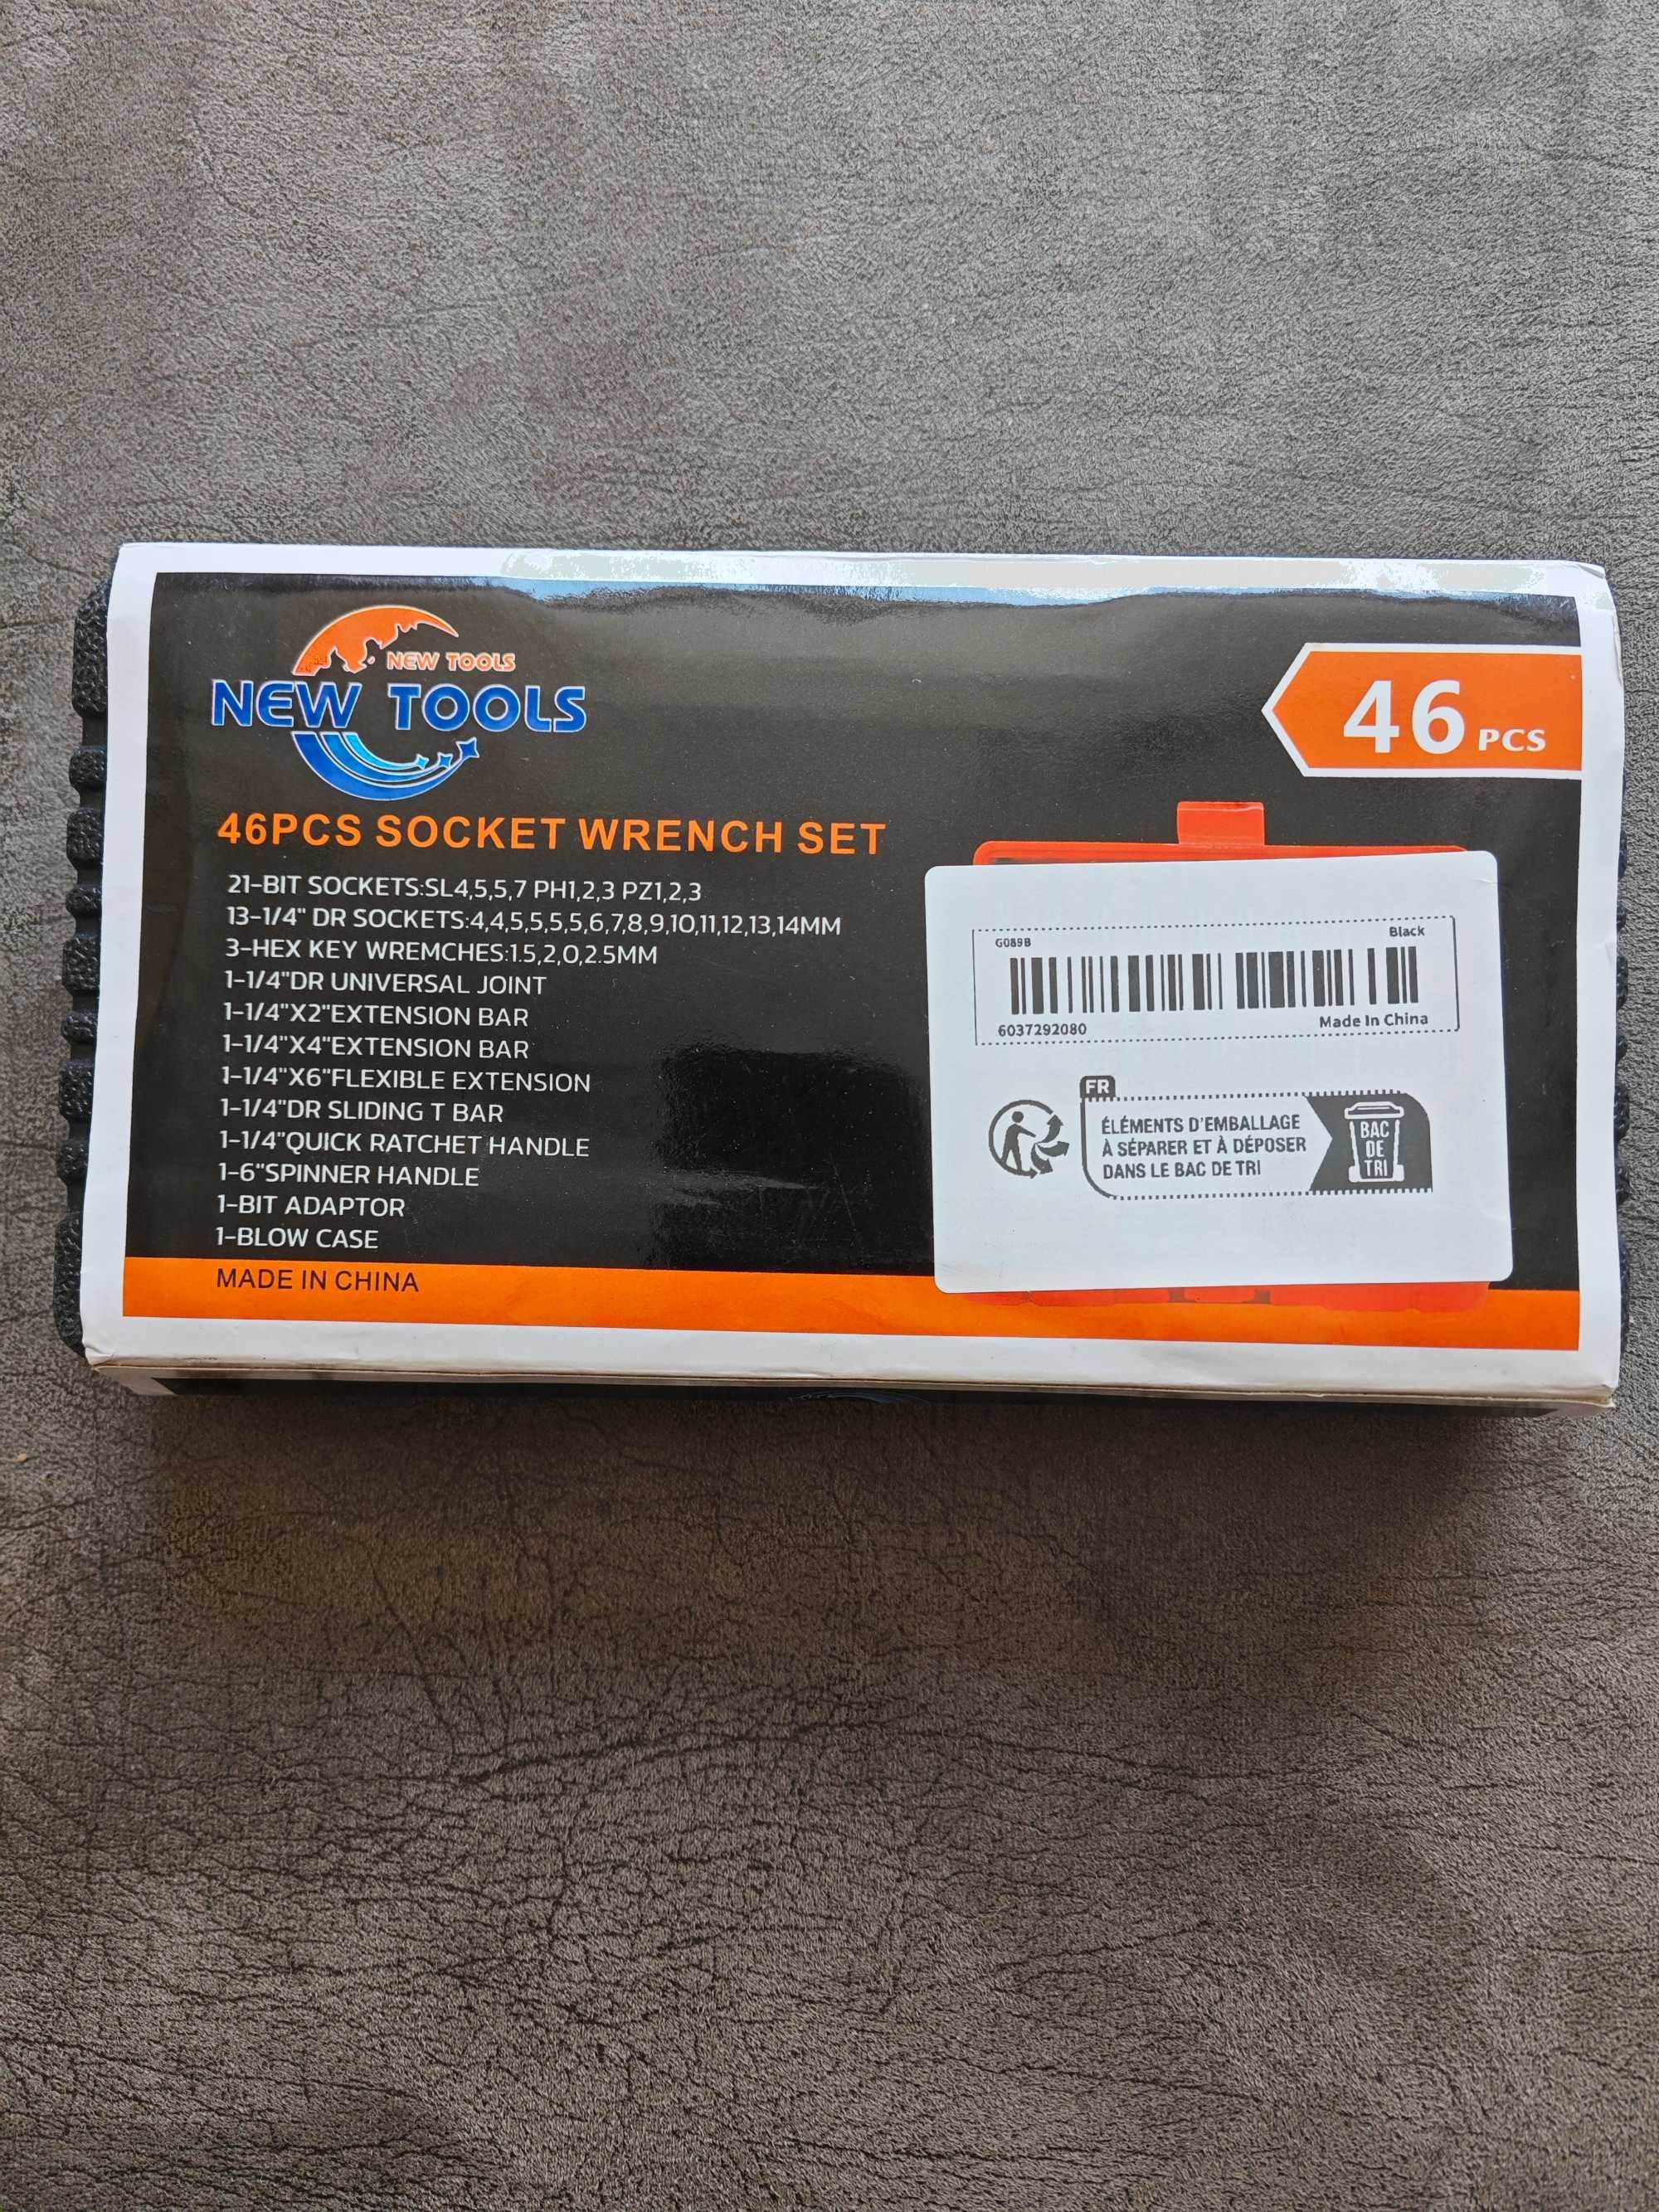 NEW TOOLS
NEW TOOLS
46 PCS
46PCS SOCKET WRENCH SET
21-BIT SOCKETS:SL4,5,5,7 PH1,2,3 PZ1,2,3
13-1/4" DR SOCKETS:4,4,5,5,5,5,6,7,8,9,10,11,12,13,14MM
3-HEX KEY WREMCHES:1.5,2,0,2.5MM
1-1/4"DR UNIVERSAL JOINT
1-1/4"X2"EXTENSION BAR
1-1/4"X4"EXTENSION BAR
1-1/4"X6"FLEXIBLE EXTENSION
1-1/4"DR SLIDING T BAR
1-1/4"QUICK RATCHET HANDLE
1-6"SPINNER HANDLE
1-BIT ADAPTOR
1-BLOW CASE
MADE IN CHINA
G089B
Black
6037292080
Made In China
FR
ÉLÉMENTS D'EMBALLAGE
À SÉPARER ET À DÉPOSER
DANS LE BAC DE TRI
BAC
DE
TRI